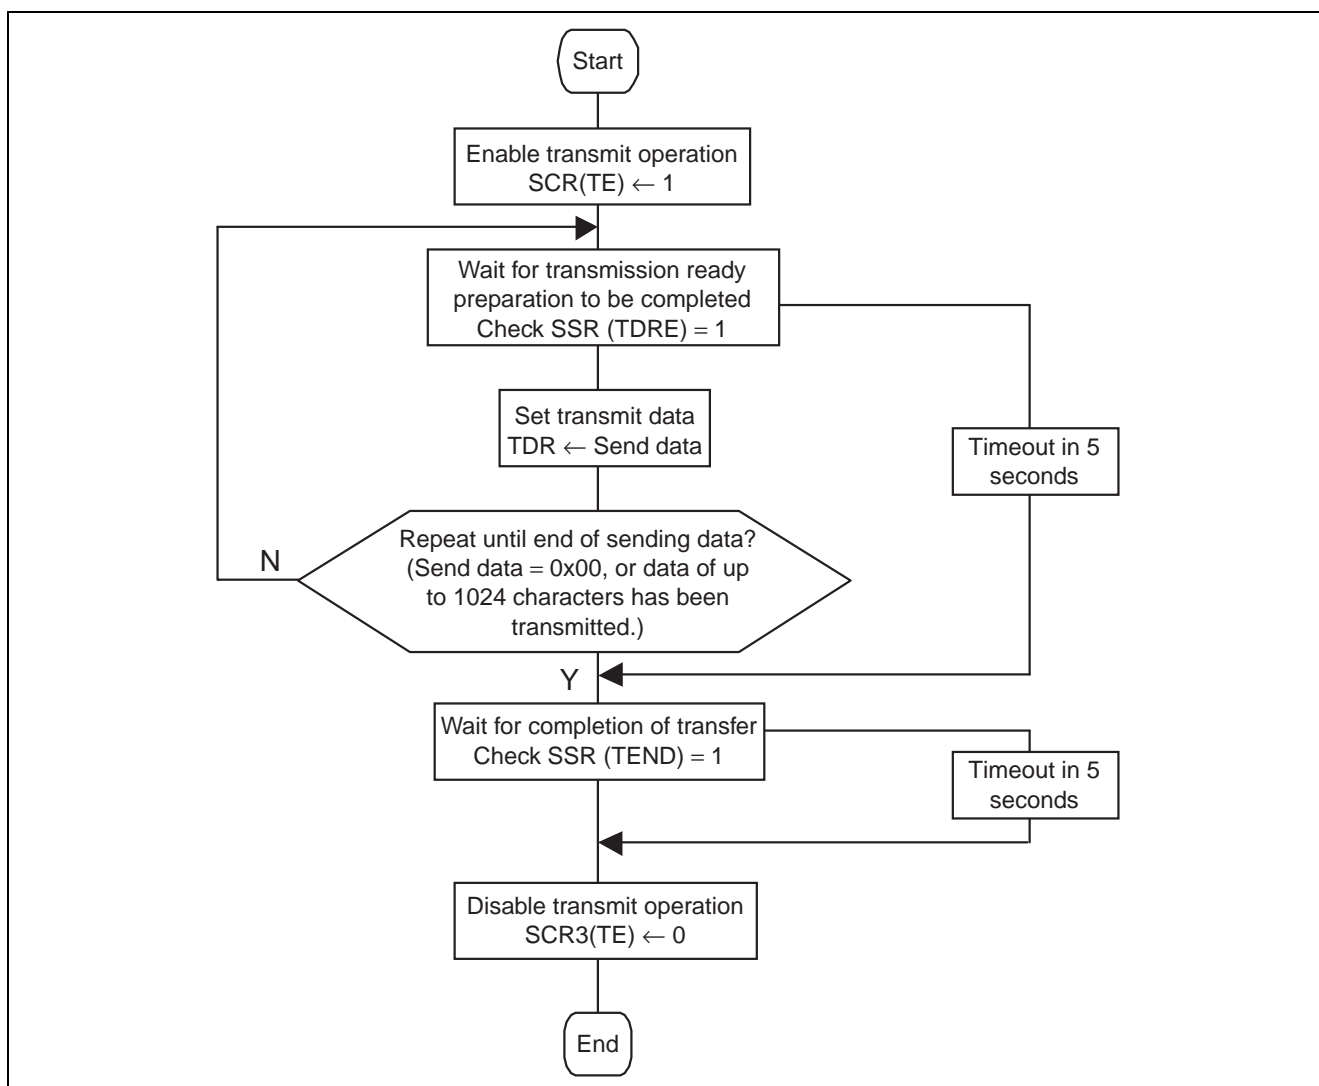 Start
Enable transmit operation
SCR(TE) ← 1
Wait for transmission ready
preparation to be completed
Check SSR (TDRE) = 1
Set transmit data
TDR ← Send data
Timeout in 5
seconds
Repeat until end of sending data?
(Send data = 0x00, or data of up
to 1024 characters has been
transmitted.)
N
Y
Wait for completion of transfer
Check SSR (TEND) = 1
Timeout in 5
seconds
Disable transmit operation
SCR3(TE) ← 0
End